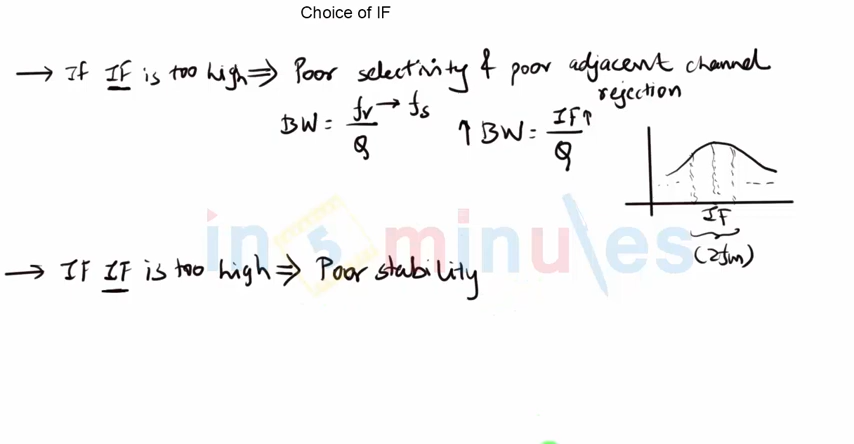 Choice of IF
→ If IF is too high ⇒ Poor selectivity & poor adjacent channel
rejection
BW = fr/Q → fs ↑ BW = IF↑/Q
IF
(2fm)
in 5 minutes
→ IF IF is too high ⇒ Poor stability